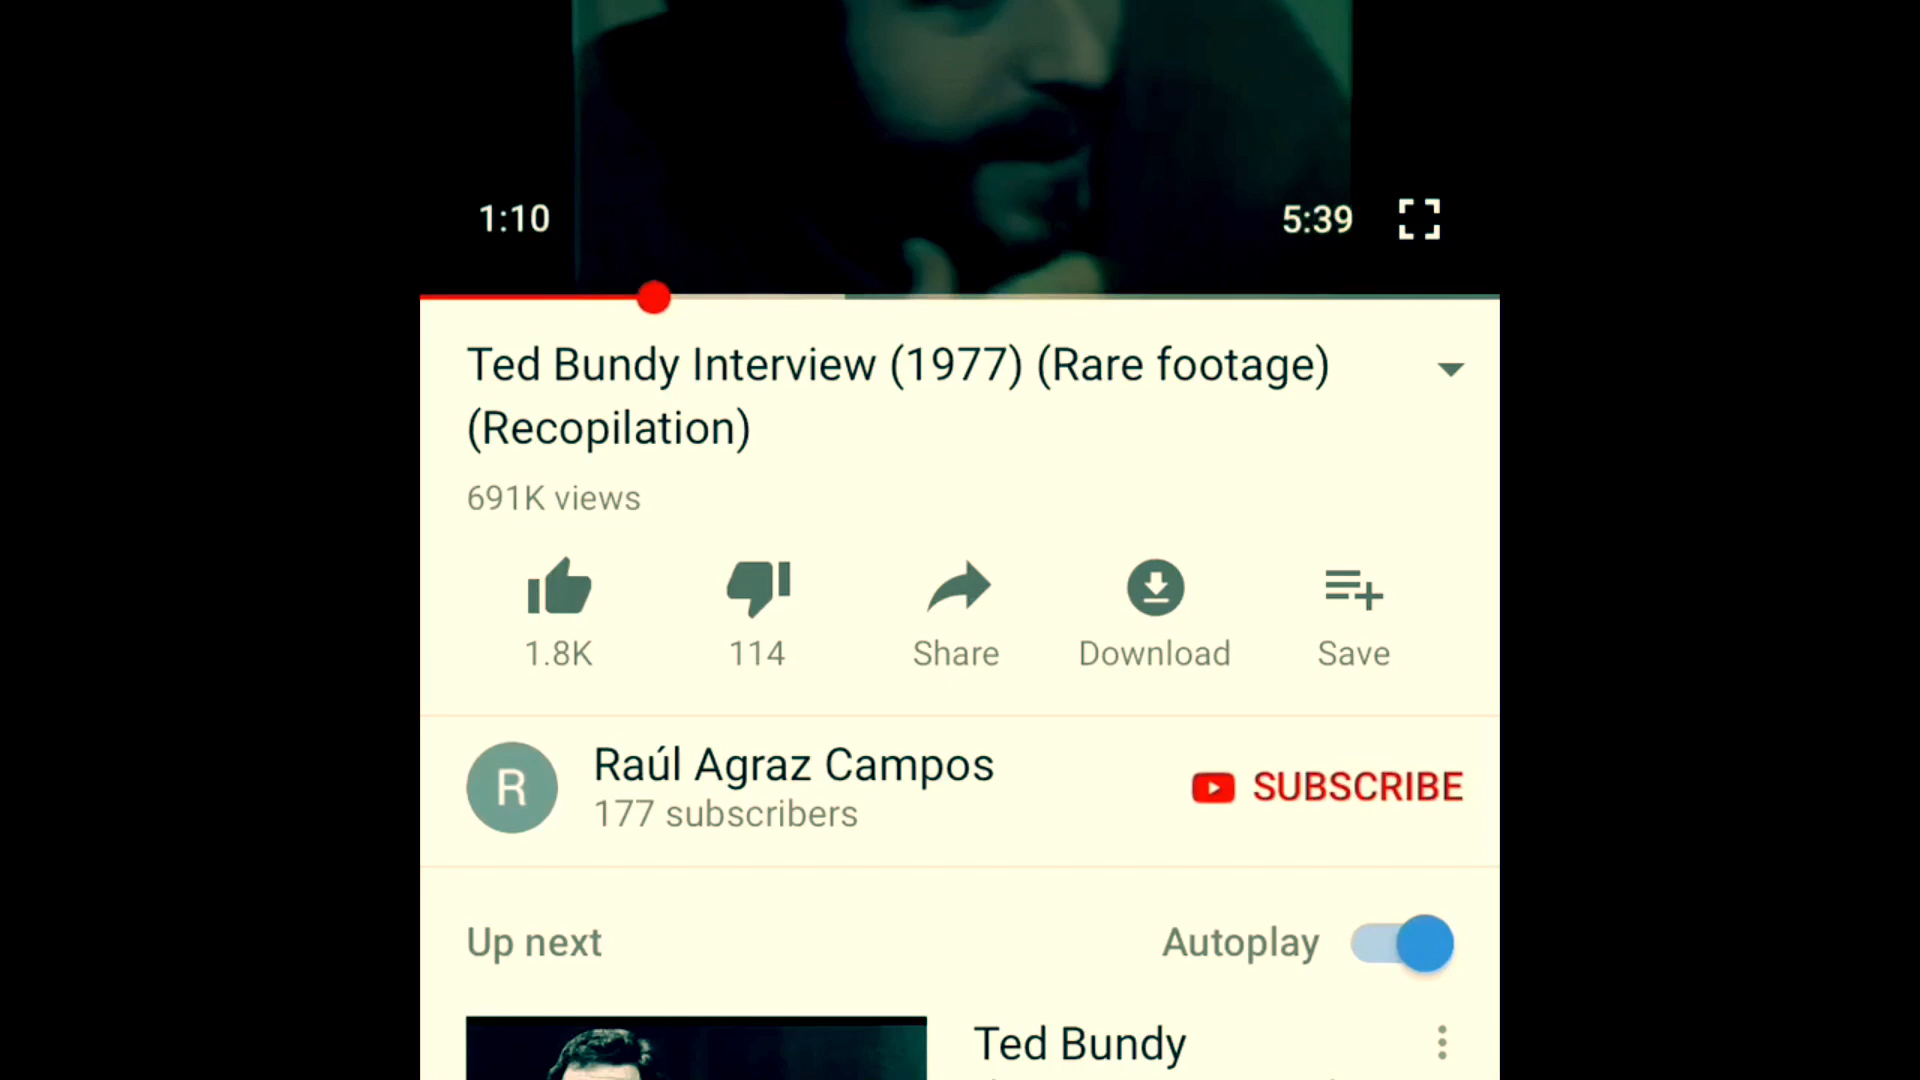 1:10
5:39
Ted Bundy Interview (1977) (Rare footage)
(Recopilation)
691K views
1.8K
114
Share
Download
Save
R
Raúl Agraz Campos
177 subscribers
SUBSCRIBE
Up next
Autoplay
Ted Bundy